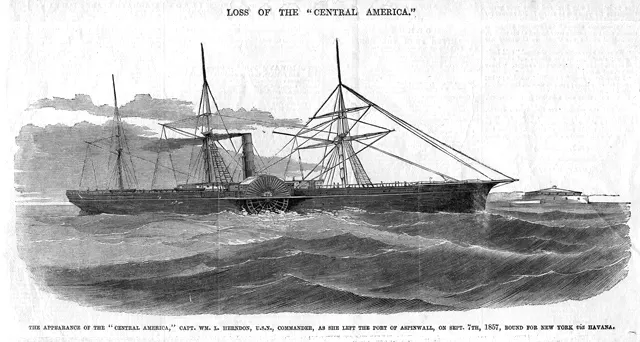 LOSS OF THE "CENTRAL AMERICA."
THE APPEARANCE OF THE "CENTRAL AMERICA," CAPT. WM. L. HERNDON, U.S.N., COMMANDER, AS SHE LEFT THE PORT OF ASPINWALL, ON SEPT. 7TH, 1857, BOUND FOR NEW YORK via HAVANA.